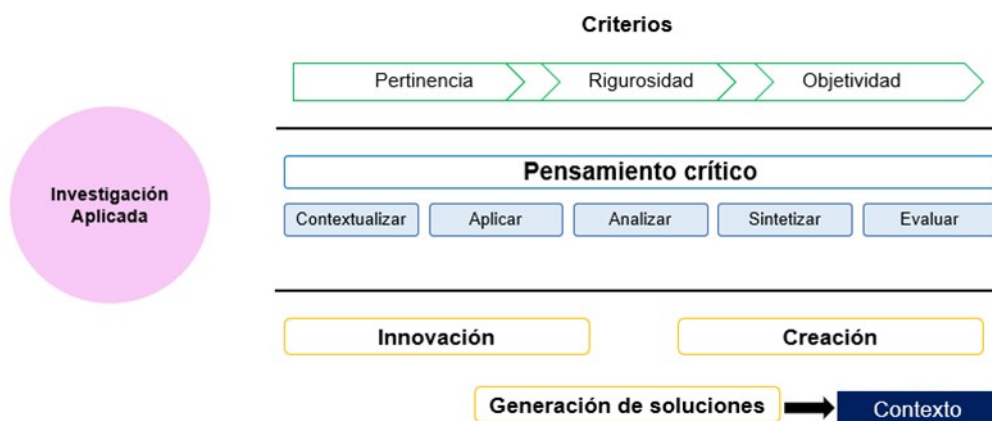 Criterios
Pertinencia
Rigurosidad
Objetividad
Investigación
Aplicada
Pensamiento crítico
Contextualizar
Aplicar
Analizar
Sintetizar
Evaluar
Innovación
Creación
Generación de soluciones
Contexto